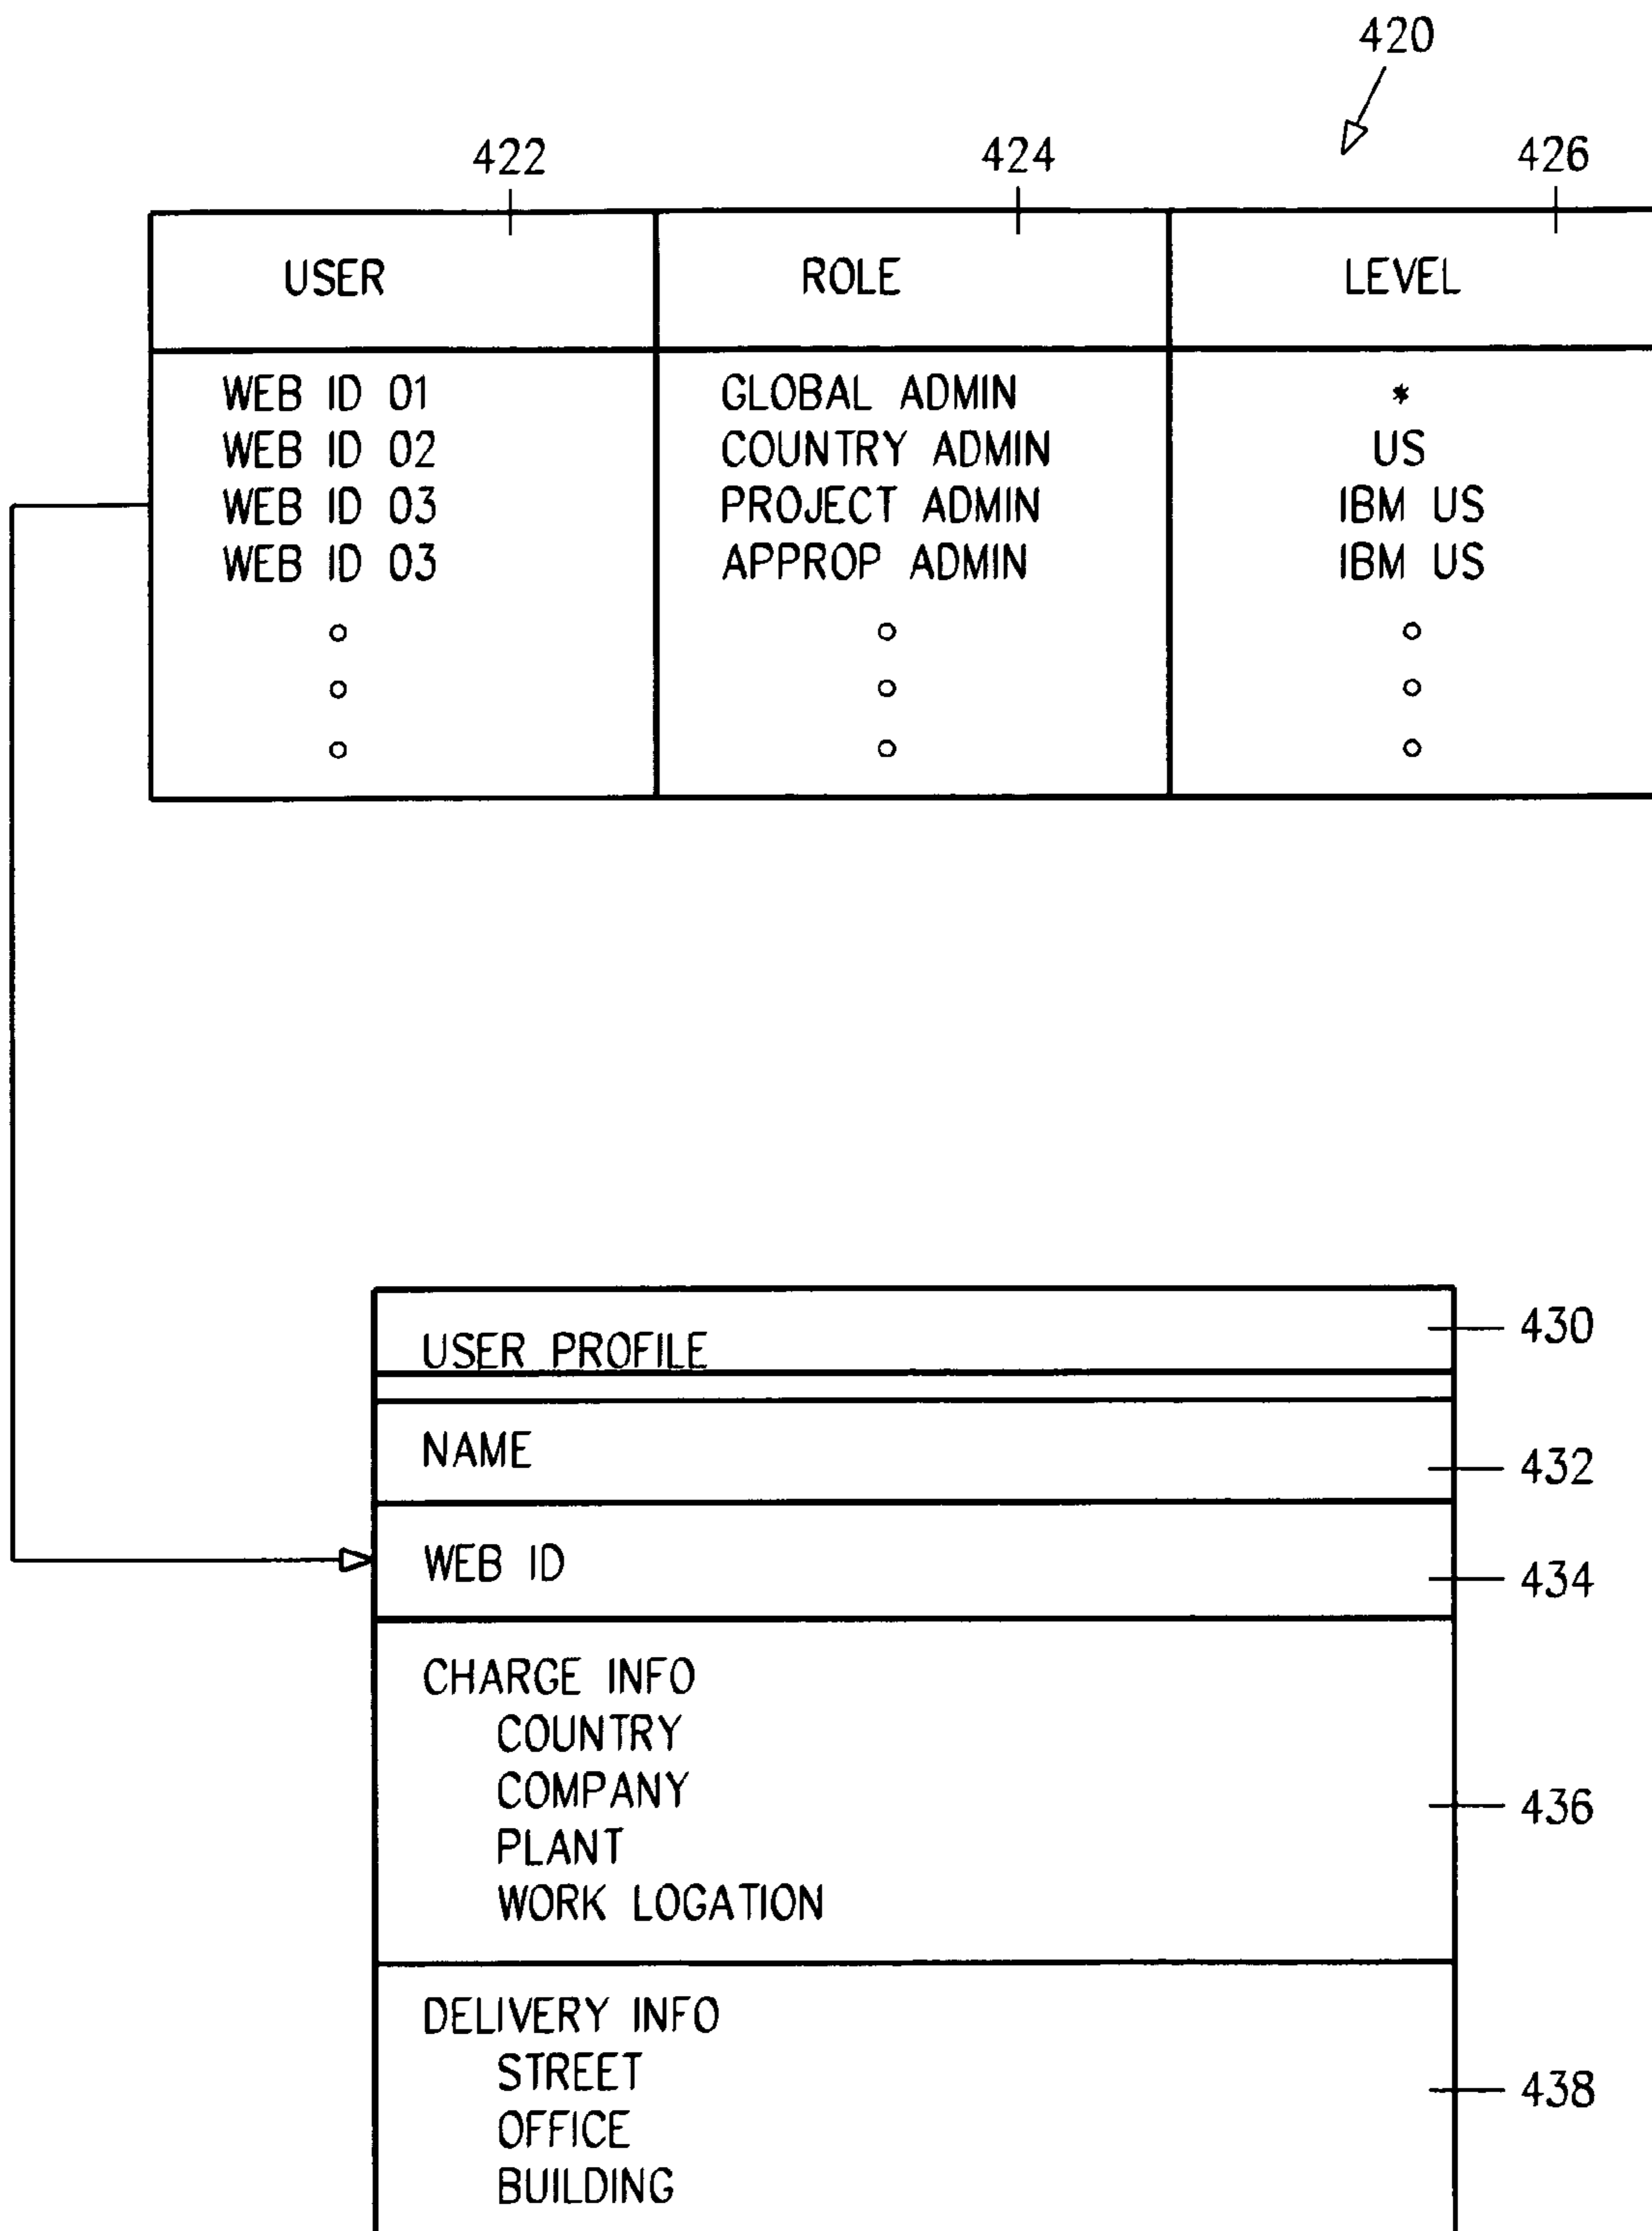 420
422 424 426
USER ROLE LEVEL
WEB ID 01 GLOBAL ADMIN *
WEB ID 02 COUNTRY ADMIN US
WEB ID 03 PROJECT ADMIN IBM US
WEB ID 03 APPROP ADMIN IBM US
USER PROFILE 430
NAME 432
WEB ID 434
CHARGE INFO
COUNTRY
COMPANY 436
PLANT
WORK LOGATION
DELIVERY INFO
STREET 438
OFFICE
BUILDING